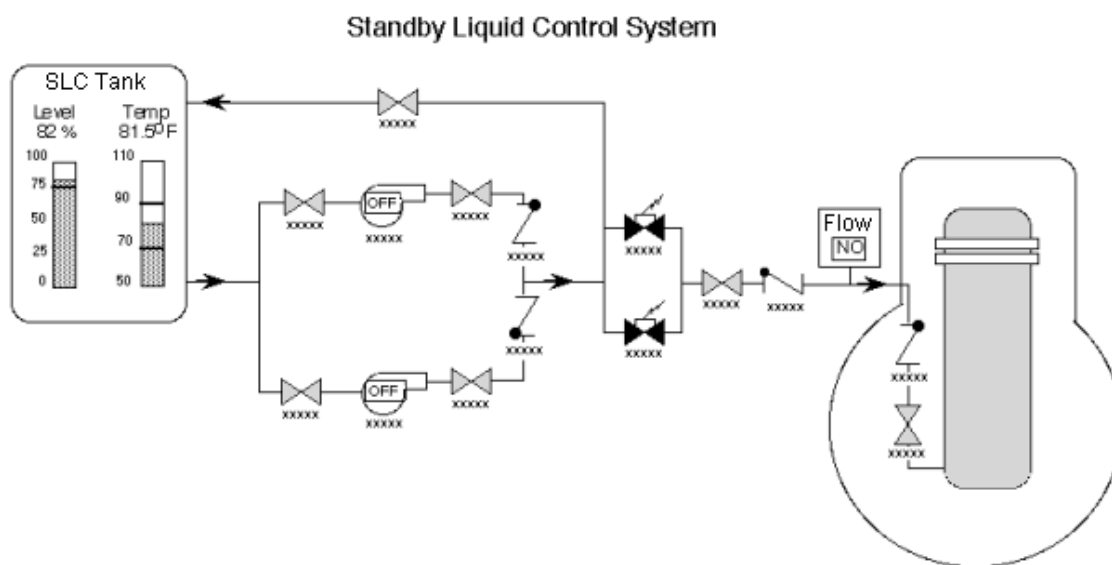 Standby Liquid Control System
SLC Tank
Level Temp
82 % 81.5ºF
100 110
75 90
50
25 70
0 50
xxxxx
OFF
xxxxx xxxxx xxxxx
xxxxx
xxxxx
Flow
NO
xxxxx xxxxx
xxxxx
xxxxx
OFF
xxxxx xxxxx xxxxx
xxxxx
xxxxx